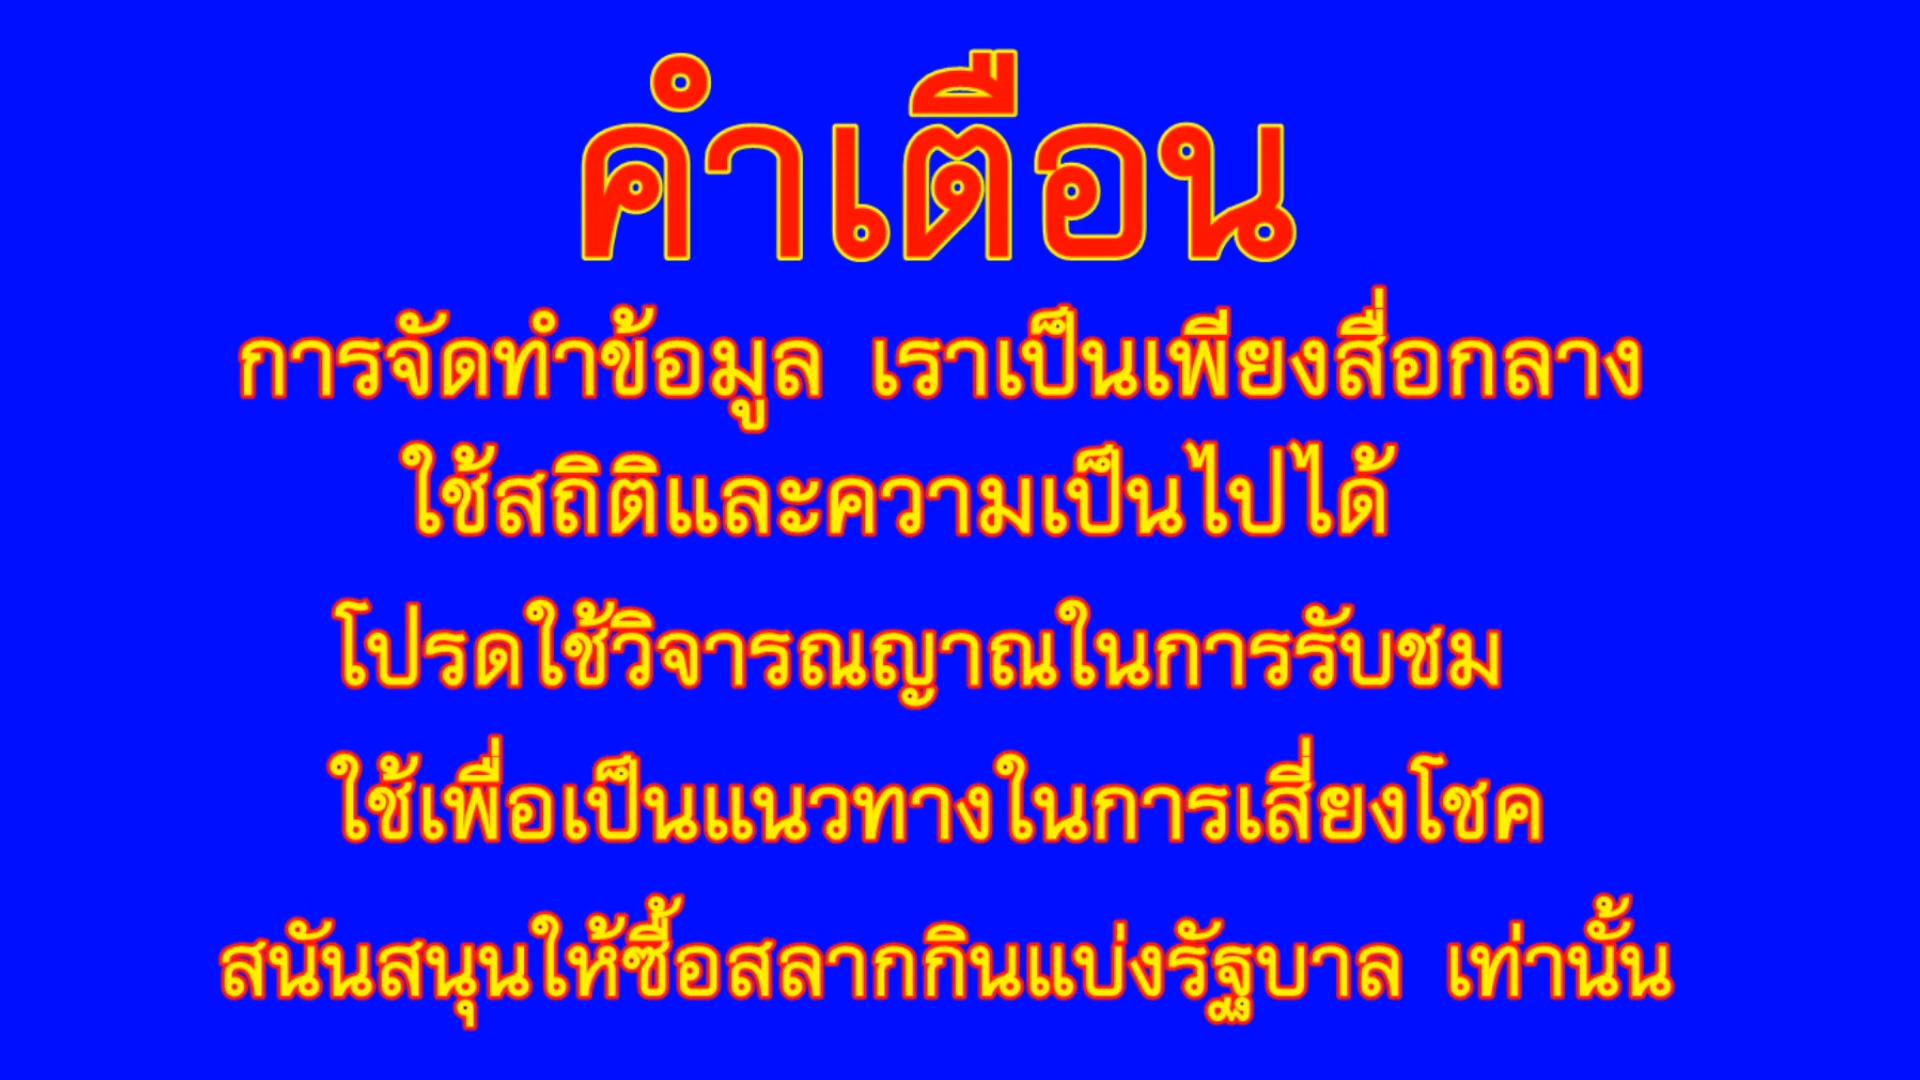 คำเตือน
การจัดทำข้อมูล เราเป็นเพียงสื่อกลาง
ใช้สถิติและความเป็นไปได้
โปรดใช้วิจารณญาณในการรับชม
ใช้เพื่อเป็นแนวทางในการเสี่ยงโชค
สนันสนุนให้ซื้อสลากกินแบ่งรัฐบาล เท่านั้น